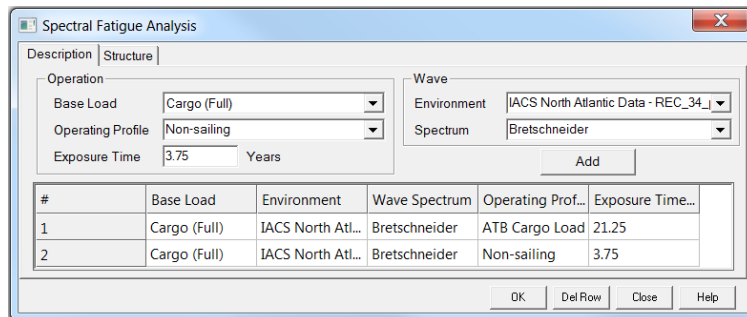 Spectral Fatigue Analysis
Description Structure
Operation
Base Load Cargo (Full)
Operating Profile Non-sailing
Exposure Time 3.75 Years
Wave
Environment IACS North Atlantic Data - REC_34_
Spectrum Bretschneider
Add
# Base Load Environment Wave Spectrum Operating Prof... Exposure Time...
1 Cargo (Full) IACS North Atl... Bretschneider ATB Cargo Load 21.25
2 Cargo (Full) IACS North Atl... Bretschneider Non-sailing 3.75
OK Del Row Close Help